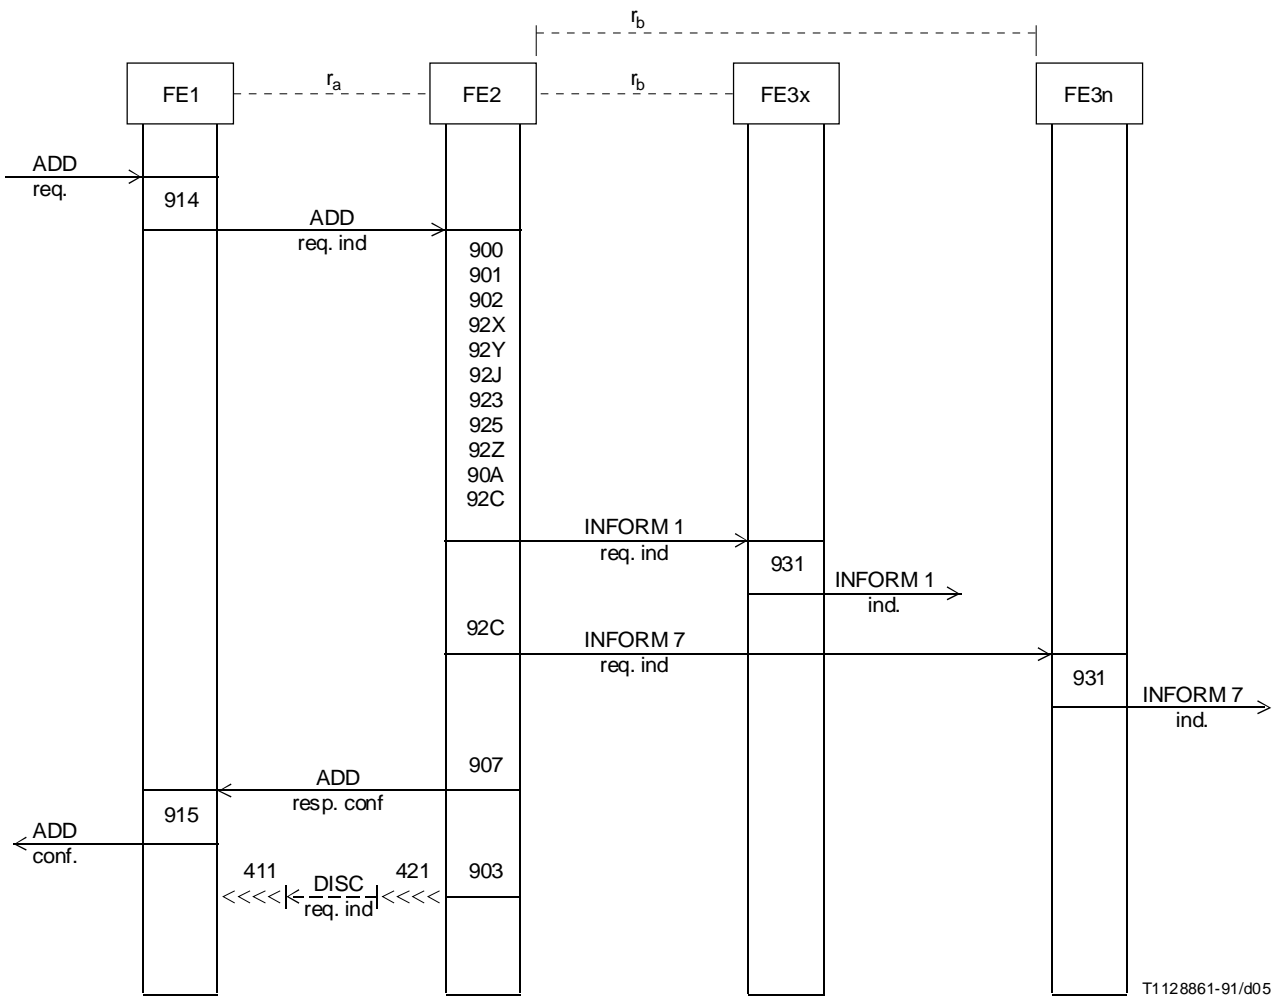 r_b
FE1
r_a
FE2
r_b
FE3x
FE3n
ADD
req.
914
ADD
req. ind
900
901
902
92X
92Y
92J
923
925
92Z
90A
92C
INFORM 1
req. ind
931
INFORM 1
ind.
92C
INFORM 7
req. ind
931
INFORM 7
ind.
907
ADD
resp. conf
915
ADD
conf.
411
DISC
req. ind
421
903
T1128861-91/d05